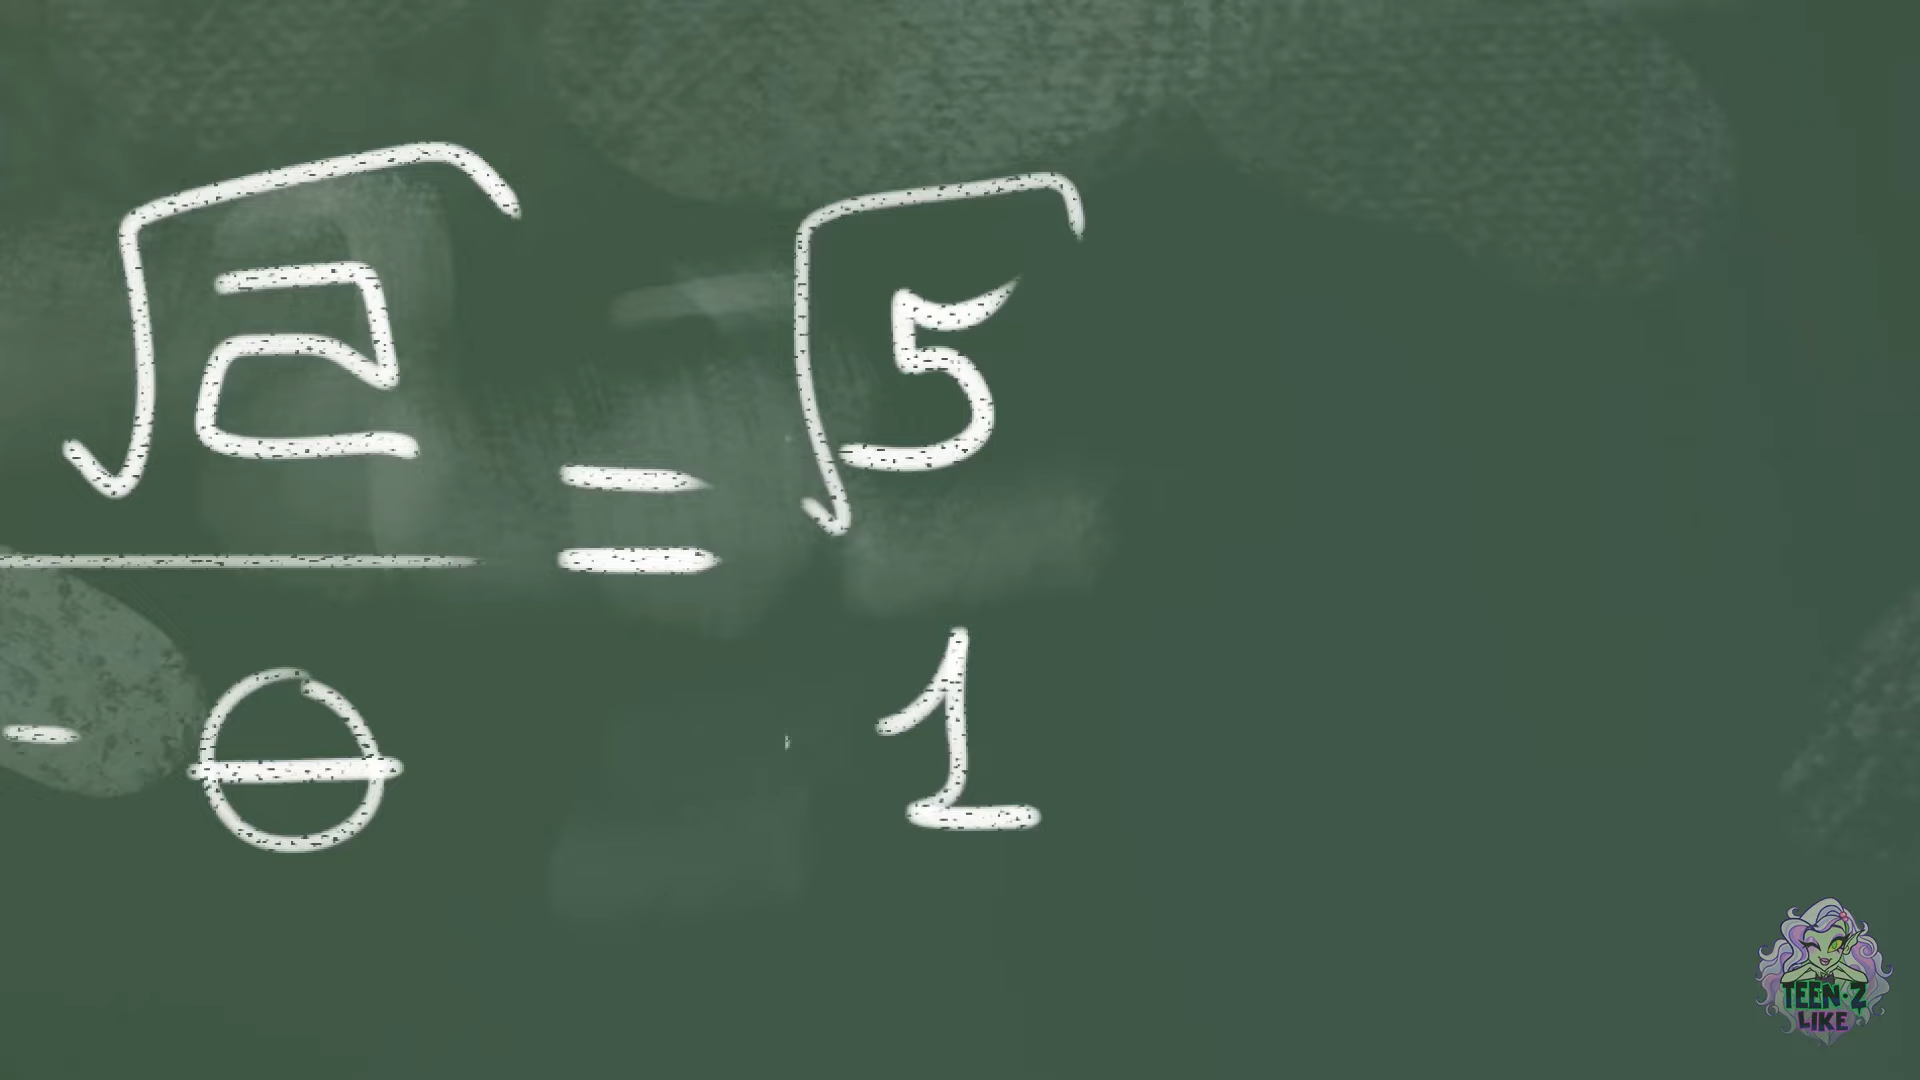 √2 = √5
- θ 1
TEEN-Z
LIKE